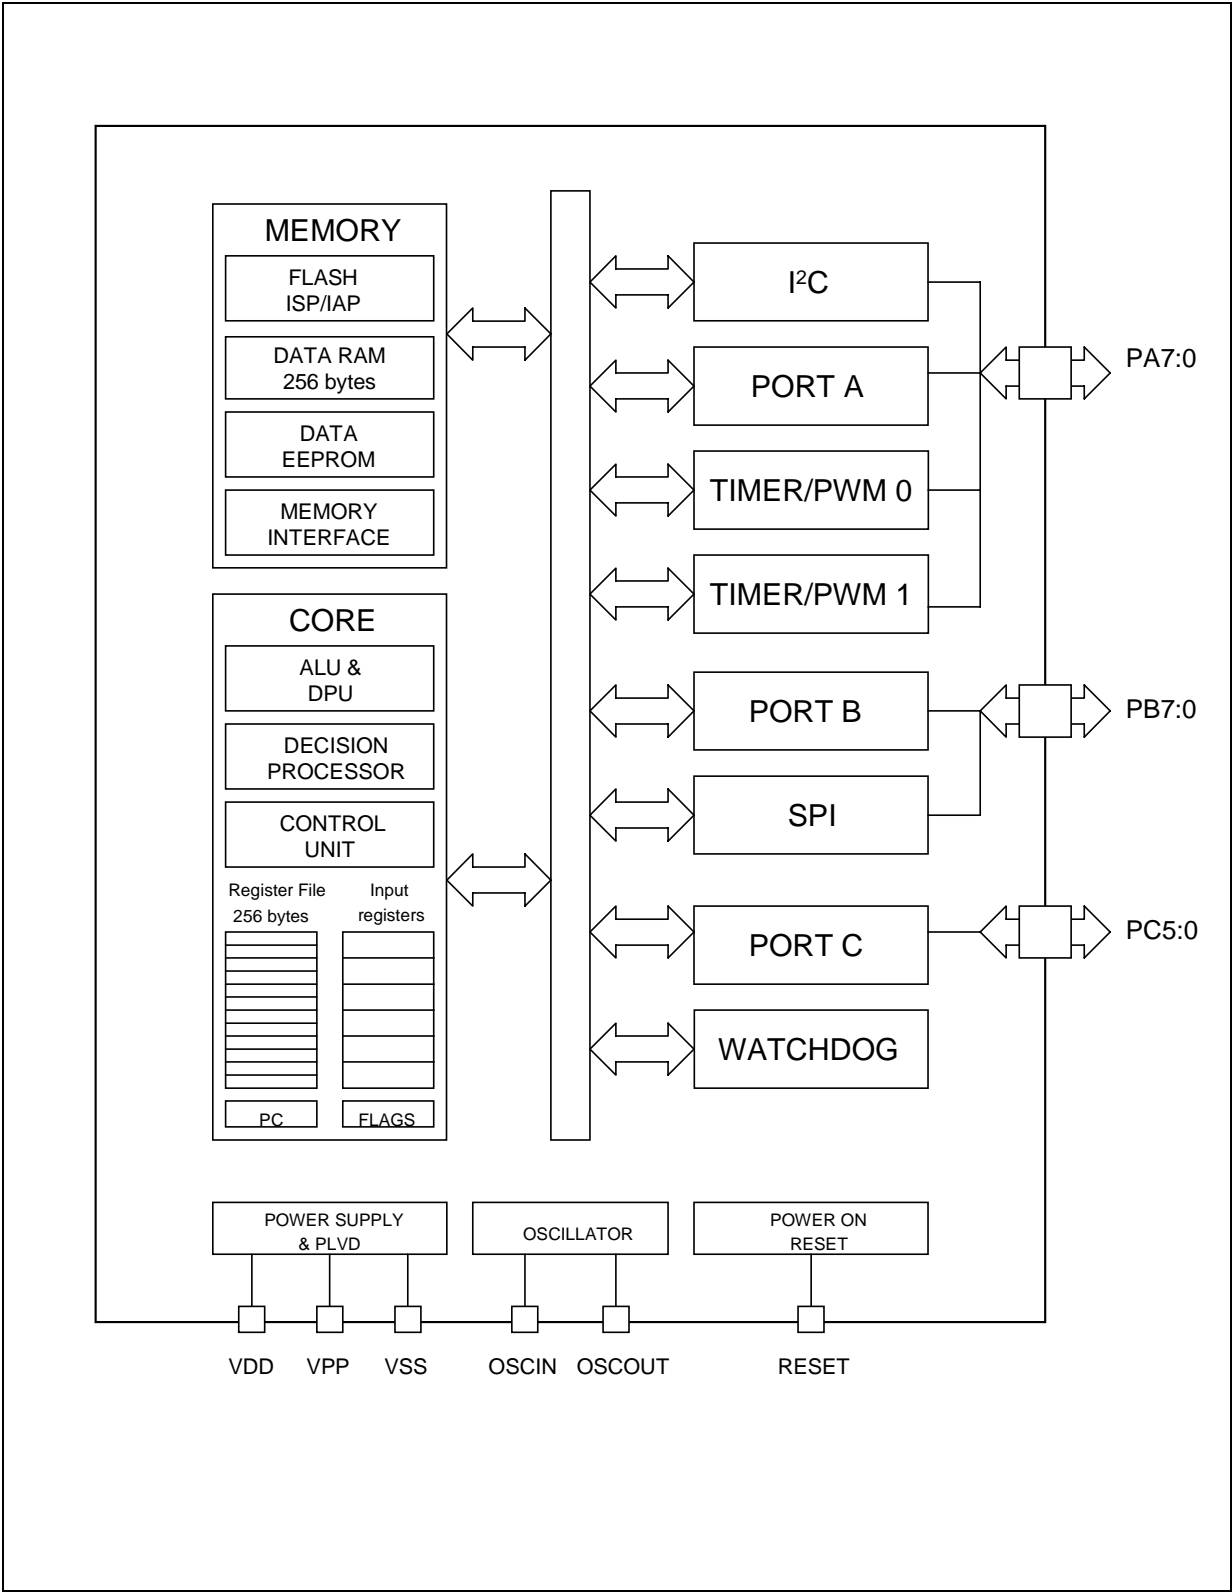 MEMORY
FLASH
ISP/IAP
DATA RAM
256 bytes
DATA
EEPROM
MEMORY
INTERFACE
CORE
ALU &
DPU
DECISION
PROCESSOR
CONTROL
UNIT
Register File
256 bytes
Input
registers
PC
FLAGS
I²C
PORT A
TIMER/PWM 0
TIMER/PWM 1
PORT B
SPI
PORT C
WATCHDOG
PA7:0
PB7:0
PC5:0
POWER SUPPLY
& PLVD
OSCILLATOR
POWER ON
RESET
VDD
VPP
VSS
OSCIN
OSCOUT
RESET